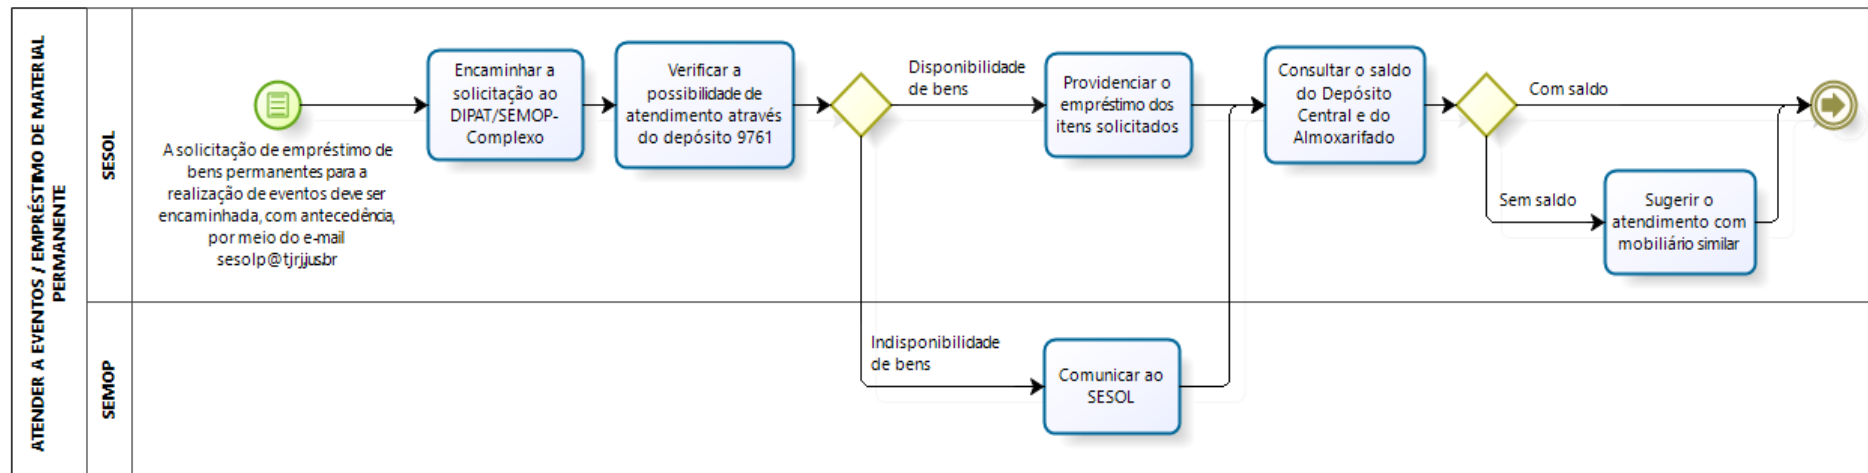 ATENDER A EVENTOS / EMPRÉSTIMO DE MATERIAL
PERMANENTE
SESOL
A solicitação de empréstimo de
bens permanentes para a
realização de eventos deve ser
encaminhada, com antecedência,
por meio do e-mail
sesolp@tjrj.jus.br
Encaminhar a
solicitação ao
DIPAT/SEMOP-
Complexo
Verificar a
possibilidade de
atendimento através
do depósito 9761
Disponibilidade
de bens
Providenciar o
empréstimo dos
itens solicitados
Consultar o saldo
do Depósito
Central e do
Almoxarifado
Com saldo
Sem saldo
Sugerir o
atendimento com
mobiliário similar
SEMOP
Indisponibilidade
de bens
Comunicar ao
SESOL